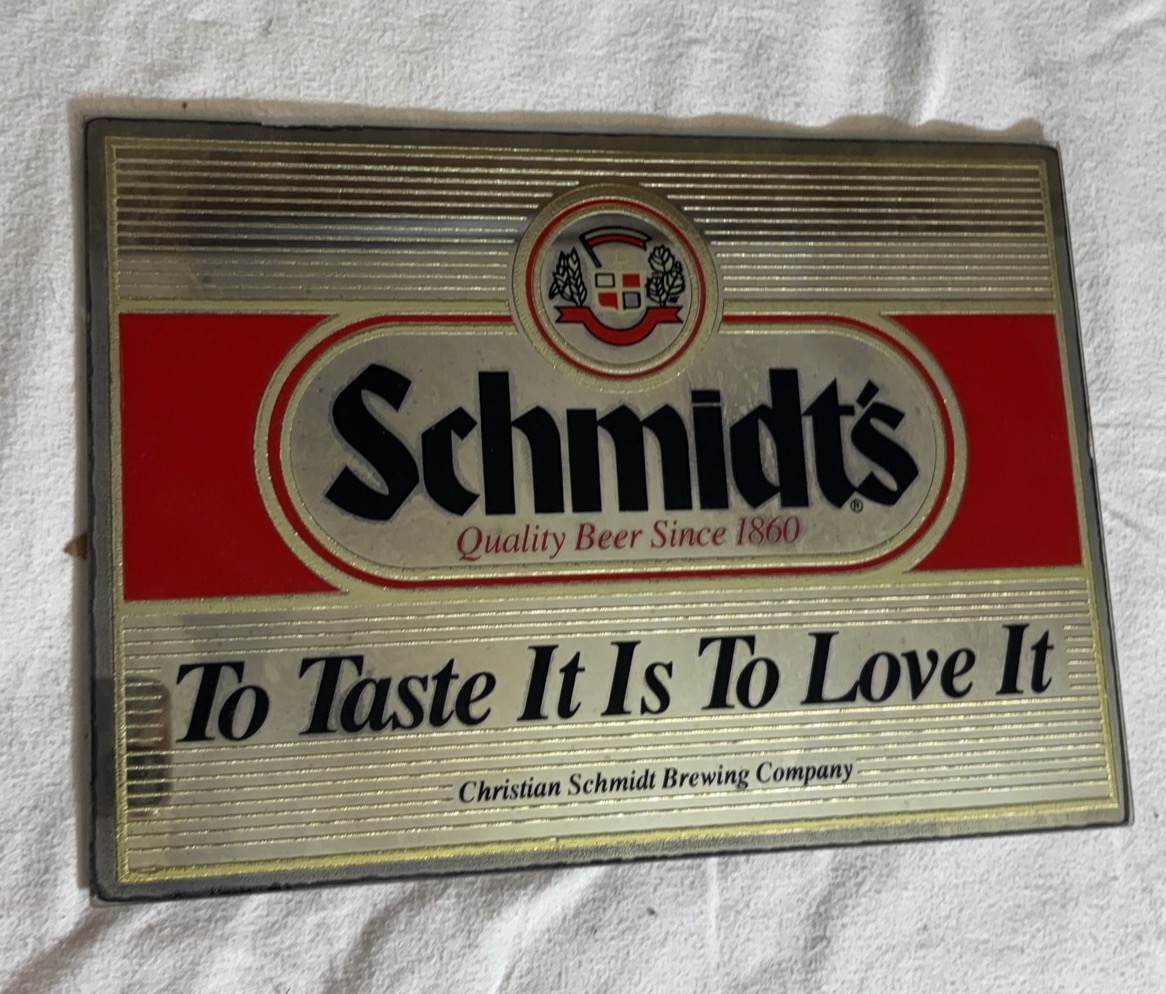 Schmidt's®
Quality Beer Since 1860
To Taste It Is To Love It
Christian Schmidt Brewing Company